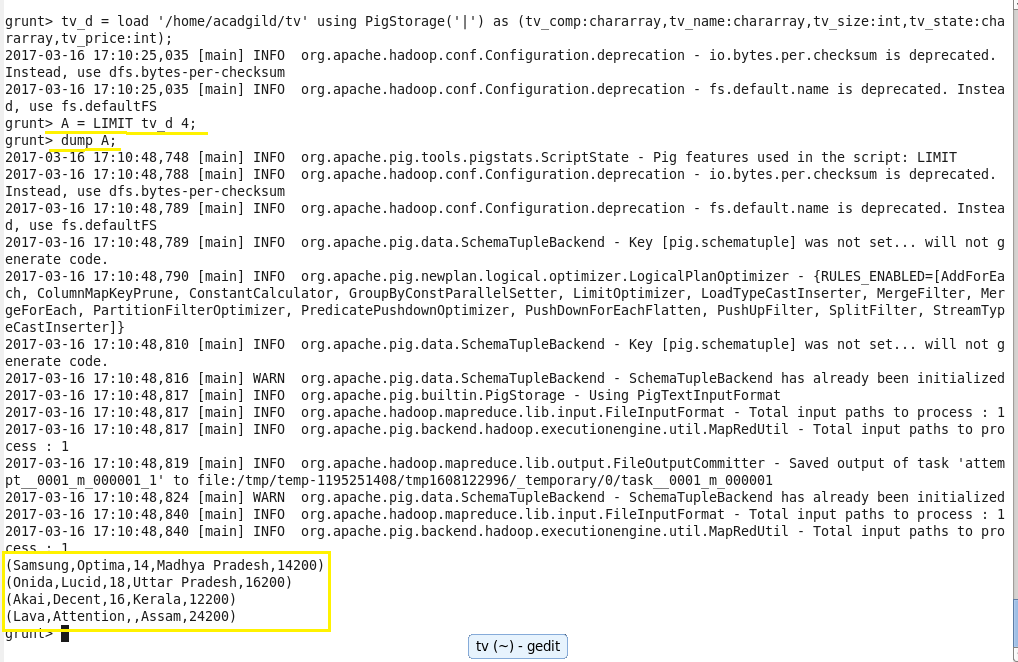 grunt> tv_d = load '/home/acadgild/tv' using PigStorage('|') as (tv_comp:chararray,tv_name:chararray,tv_size:int,tv_state:cha
rarray,tv_price:int);
2017-03-16 17:10:25,035 [main] INFO  org.apache.hadoop.conf.Configuration.deprecation - io.bytes.per.checksum is deprecated.
Instead, use dfs.bytes-per-checksum
2017-03-16 17:10:25,035 [main] INFO  org.apache.hadoop.conf.Configuration.deprecation - fs.default.name is deprecated. Instea
d, use fs.defaultFS
grunt> A = LIMIT tv_d 4;
grunt> dump A;
2017-03-16 17:10:48,748 [main] INFO  org.apache.pig.tools.pigstats.ScriptState - Pig features used in the script: LIMIT
2017-03-16 17:10:48,788 [main] INFO  org.apache.hadoop.conf.Configuration.deprecation - io.bytes.per.checksum is deprecated.
Instead, use dfs.bytes-per-checksum
2017-03-16 17:10:48,789 [main] INFO  org.apache.hadoop.conf.Configuration.deprecation - fs.default.name is deprecated. Instea
d, use fs.defaultFS
2017-03-16 17:10:48,789 [main] INFO  org.apache.pig.data.SchemaTupleBackend - Key [pig.schematuple] was not set... will not g
enerate code.
2017-03-16 17:10:48,790 [main] INFO  org.apache.pig.newplan.logical.optimizer.LogicalPlanOptimizer - {RULES_ENABLED=[AddForEa
ch, ColumnMapKeyPrune, ConstantCalculator, GroupByConstParallelSetter, LimitOptimizer, LoadTypeCastInserter, MergeFilter, Mer
geForEach, PartitionFilterOptimizer, PredicatePushdownOptimizer, PushDownForEachFlatten, PushUpFilter, SplitFilter, StreamTyp
eCastInserter]}
2017-03-16 17:10:48,810 [main] INFO  org.apache.pig.data.SchemaTupleBackend - Key [pig.schematuple] was not set... will not g
enerate code.
2017-03-16 17:10:48,816 [main] WARN  org.apache.pig.data.SchemaTupleBackend - SchemaTupleBackend has already been initialized
2017-03-16 17:10:48,817 [main] INFO  org.apache.pig.builtin.PigStorage - Using PigTextInputFormat
2017-03-16 17:10:48,817 [main] INFO  org.apache.hadoop.mapreduce.lib.input.FileInputFormat - Total input paths to process : 1
2017-03-16 17:10:48,817 [main] INFO  org.apache.pig.backend.hadoop.executionengine.util.MapRedUtil - Total input paths to pro
cess : 1
2017-03-16 17:10:48,819 [main] INFO  org.apache.hadoop.mapreduce.lib.output.FileOutputCommitter - Saved output of task 'attem
pt__0001_m_000001_1' to file:/tmp/temp-1195251408/tmp1608122996/_temporary/0/task__0001_m_000001
2017-03-16 17:10:48,824 [main] WARN  org.apache.pig.data.SchemaTupleBackend - SchemaTupleBackend has already been initialized
2017-03-16 17:10:48,840 [main] INFO  org.apache.hadoop.mapreduce.lib.input.FileInputFormat - Total input paths to process : 1
2017-03-16 17:10:48,840 [main] INFO  org.apache.pig.backend.hadoop.executionengine.util.MapRedUtil - Total input paths to pro
cess : 1
(Samsung,Optima,14,Madhya Pradesh,14200)
(Onida,Lucid,18,Uttar Pradesh,16200)
(Akai,Decent,16,Kerala,12200)
(Lava,Attention,,Assam,24200)
grunt>
tv (~) - gedit